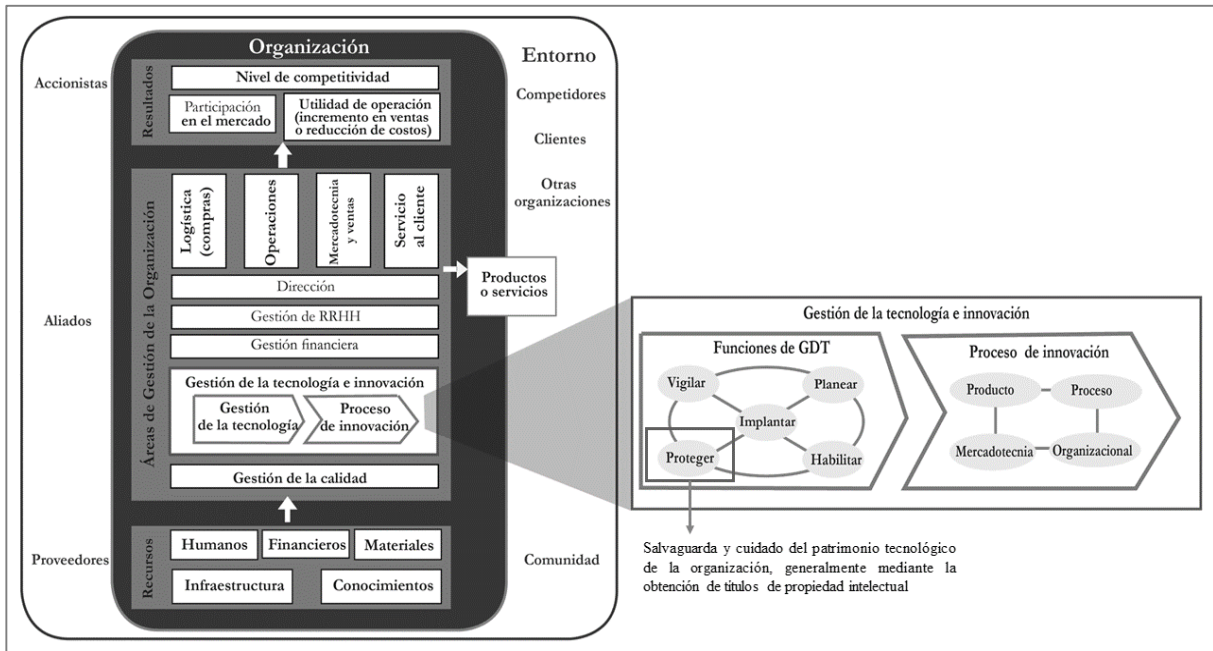 Organización
Entorno
Accionistas
Resultados
Nivel de competitividad
Participación
en el mercado
Utilidad de operación
(incremento en ventas
o reducción de costos)
Competidores
Clientes
Otras
organizaciones
Áreas de Gestión de la Organización
Logística
(compras)
Operaciones
Mercadotecnia
y ventas
Servicio
al cliente
Dirección
Gestión de RRHH
Gestión financiera
Productos
o servicios
Aliados
Gestión de la tecnología e innovación
Gestión
de la tecnología
Proceso
de innovación
Gestión de la calidad
Proveedores
Recursos
Humanos
Financieros
Materiales
Infraestructura
Conocimientos
Comunidad
Gestión de la tecnología e innovación
Funciones de GDT
Vigilar
Planear
Implantar
Proteger
Habilitar
Proceso de innovación
Producto
Proceso
Mercadotecnia
Organizacional
Salvaguarda y cuidado del patrimonio tecnológico
de la organización, generalmente mediante la
obtención de títulos de propiedad intelectual